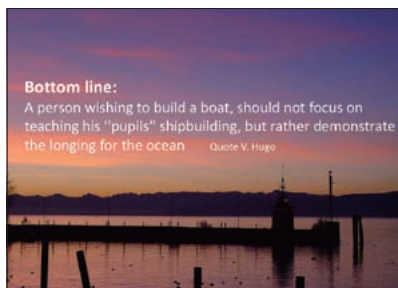 Bottom line:
A person wishing to build a boat, should not focus on
teaching his "pupils" shipbuilding, but rather demonstrate
the longing for the ocean Quote V. Hugo